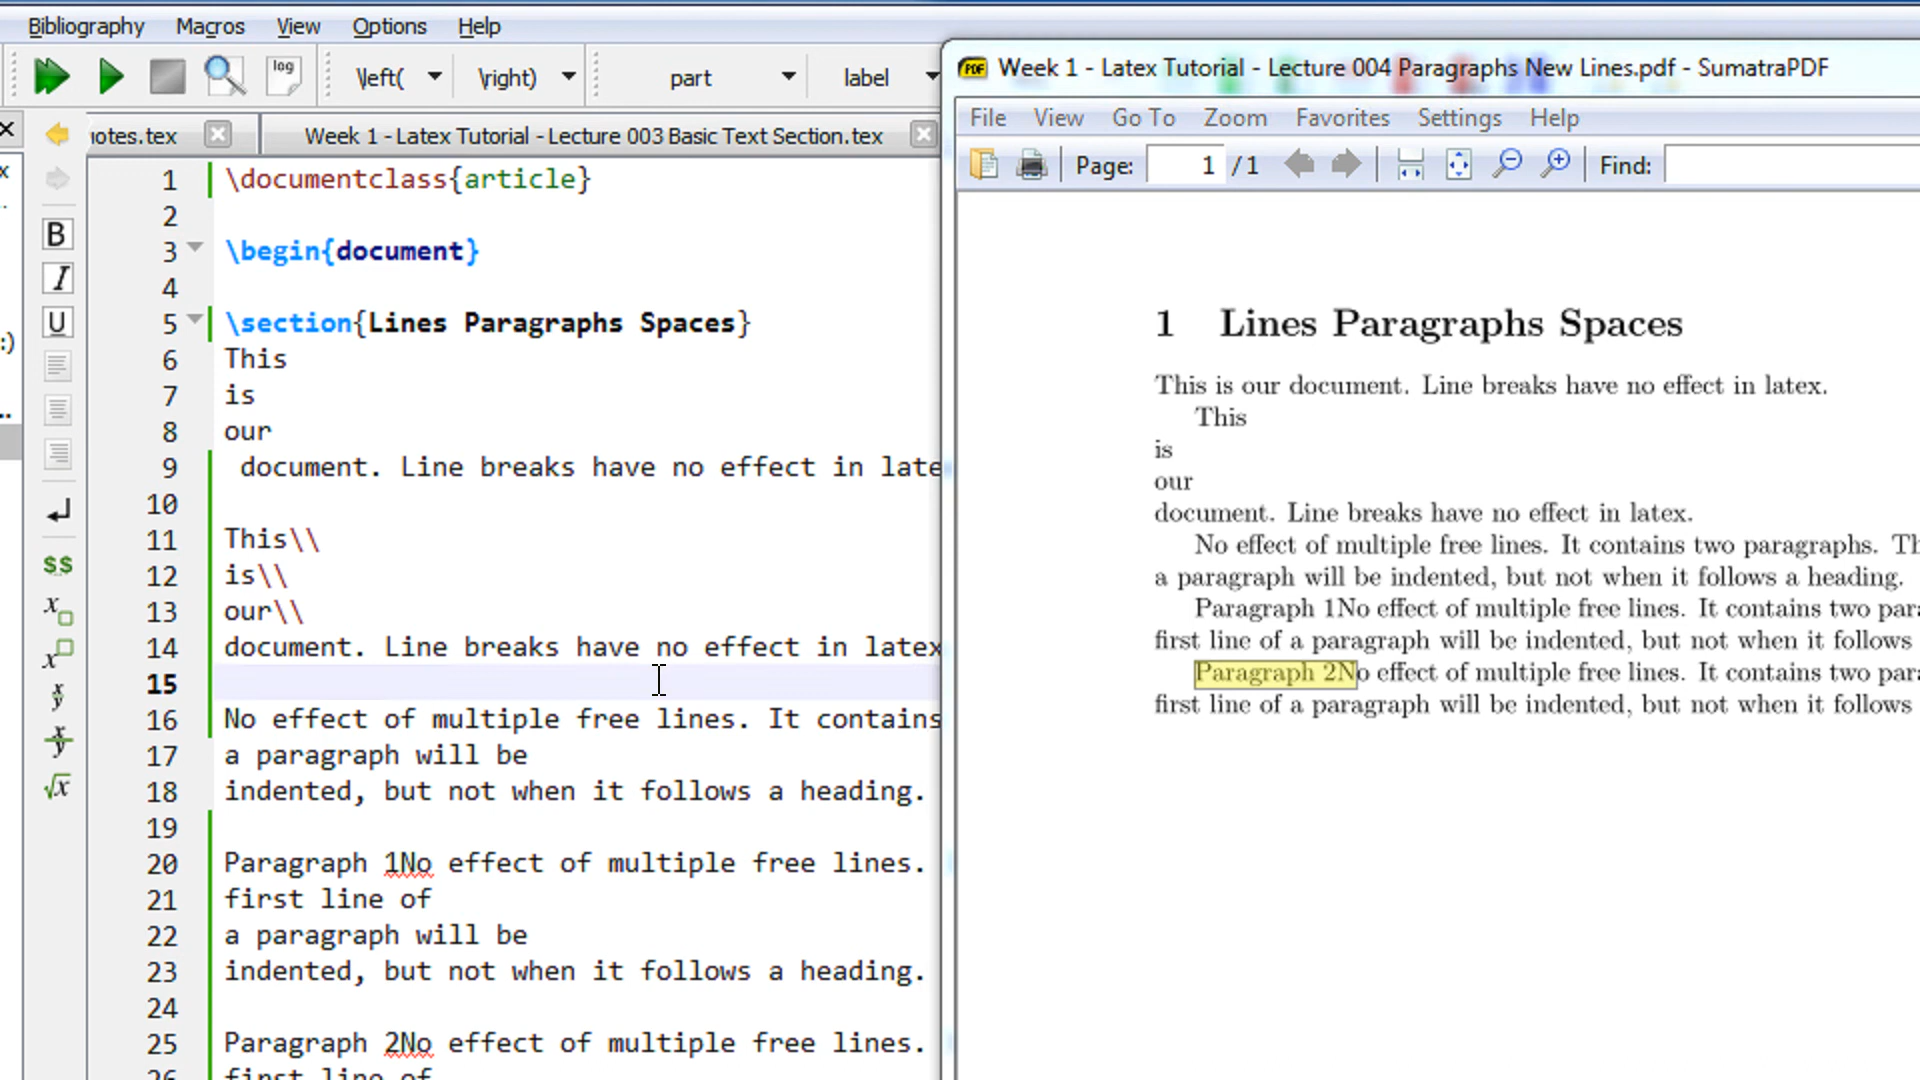 Bibliography Macros View Options Help
log \left( \right) part label
otes.tex Week 1 - Latex Tutorial - Lecture 003 Basic Text Section.tex
B
I
U
$$
1 \documentclass{article}
2
3 \begin{document}
4
5 \section{Lines Paragraphs Spaces}
6 This
7 is
8 our
9 document. Line breaks have no effect in late
10
11 This\\
12 is\\
13 our\\
14 document. Line breaks have no effect in latex
15
16 No effect of multiple free lines. It contains
17 a paragraph will be
18 indented, but not when it follows a heading.
19
20 Paragraph 1No effect of multiple free lines.
21 first line of
22 a paragraph will be
23 indented, but not when it follows a heading.
24
25 Paragraph 2No effect of multiple free lines.
26 first line of
PDF Week 1 - Latex Tutorial - Lecture 004 Paragraphs New Lines.pdf - SumatraPDF
File View Go To Zoom Favorites Settings Help
Page: 1 / 1 Find:
1 Lines Paragraphs Spaces
This is our document. Line breaks have no effect in latex.
This
is
our
document. Line breaks have no effect in latex.
No effect of multiple free lines. It contains two paragraphs. Th
a paragraph will be indented, but not when it follows a heading.
Paragraph 1No effect of multiple free lines. It contains two para
first line of a paragraph will be indented, but not when it follows
Paragraph 2No effect of multiple free lines. It contains two para
first line of a paragraph will be indented, but not when it follows